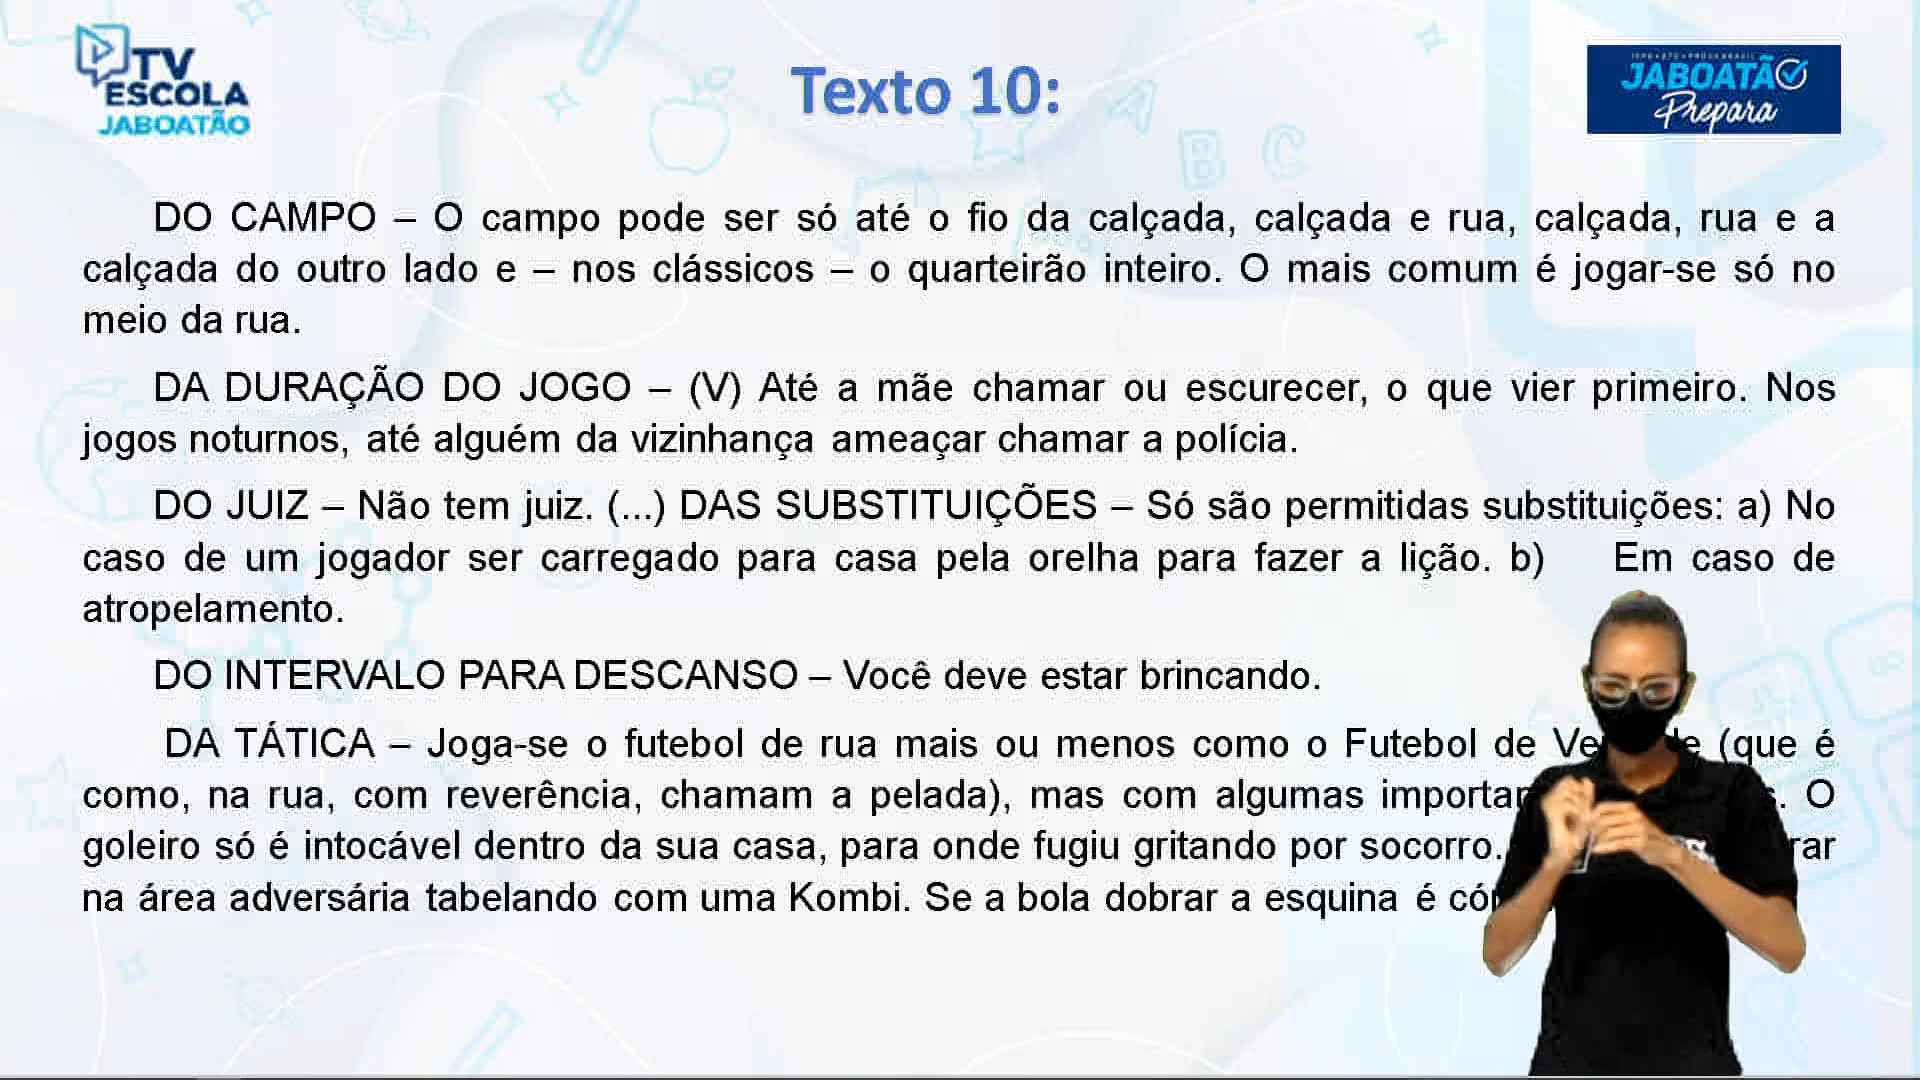 TV
ESCOLA
JABOATÃO
Texto 10:
JABOATÃO
Prepara
A
B C
DO CAMPO – O campo pode ser só até o fio da calçada, calçada e rua, calçada, rua e a
calçada do outro lado e – nos clássicos – o quarteirão inteiro. O mais comum é jogar-se só no
meio da rua.
DA DURAÇÃO DO JOGO – (V) Até a mãe chamar ou escurecer, o que vier primeiro. Nos
jogos noturnos, até alguém da vizinhança ameaçar chamar a polícia.
DO JUIZ – Não tem juiz. (...) DAS SUBSTITUIÇÕES – Só são permitidas substituições: a) No
caso de um jogador ser carregado para casa pela orelha para fazer a lição. b) Em caso de
atropelamento.
DO INTERVALO PARA DESCANSO – Você deve estar brincando.
DA TÁTICA – Joga-se o futebol de rua mais ou menos como o Futebol de (que é
como, na rua, com reverência, chamam a pelada), mas com algumas O
goleiro só é intocável dentro da sua casa, para onde fugiu gritando por socorro.
na área adversária tabelando com uma Kombi. Se a bola dobrar a esquina é